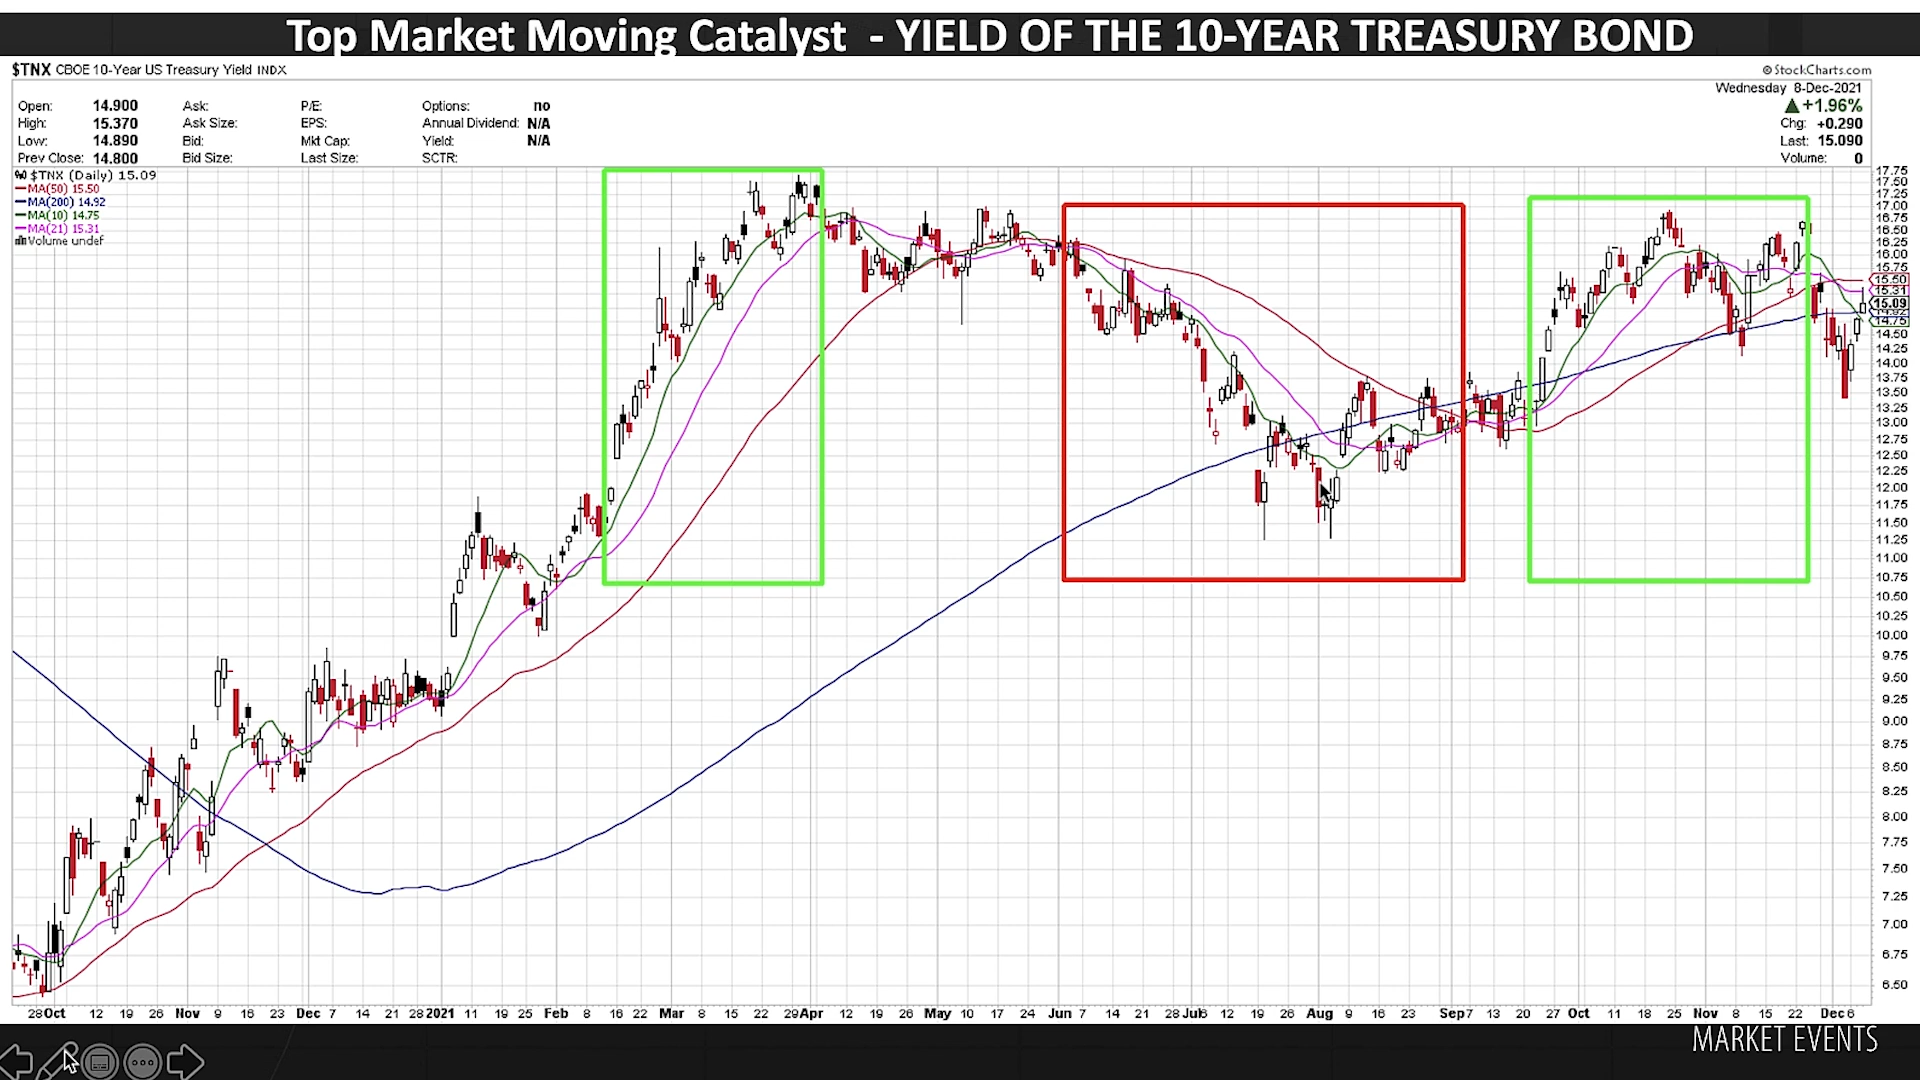 Top Market Moving Catalyst - YIELD OF THE 10-YEAR TREASURY BOND
$TNX CBOE 10-Year US Treasury Yield INDX
© StockCharts.com
Wednesday 8-Dec-2021
Open: 14.900 Ask: P/E: Options: no ▲ +1.96%
High: 15.370 Ask Size: EPS: Annual Dividend: N/A Chg: +0.290
Low: 14.890 Bid: Mkt Cap: Yield: N/A Last: 15.090
Prev Close: 14.800 Bid Size: Last Size: SCTR: Volume: 0
$TNX (Daily) 15.09
MA(50) 15.50
MA(200) 14.92
MA(10) 14.75
MA(21) 15.31
Volume undef
17.75
17.50
17.25
17.00
16.75
16.50
16.25
16.00
15.75
15.50
15.31
15.09
14.75
14.50
14.25
14.00
13.75
13.50
13.25
13.00
12.75
12.50
12.25
12.00
11.75
11.50
11.25
11.00
10.75
10.50
10.25
10.00
9.75
9.50
9.25
9.00
8.75
8.50
8.25
8.00
7.75
7.50
7.25
7.00
6.75
6.50
28 Oct 12 19 26 Nov 9 16 23 Dec 7 14 21 28 2021 11 19 25 Feb 8 16 22 Mar 8 15 22 29 Apr 12 19 26 May 10 17 24 Jun 7 14 21 28 Jul 6 12 19 26 Aug 9 16 23 Sep 7 13 20 27 Oct 11 18 25 Nov 8 15 22 Dec 6
MARKET EVENTS